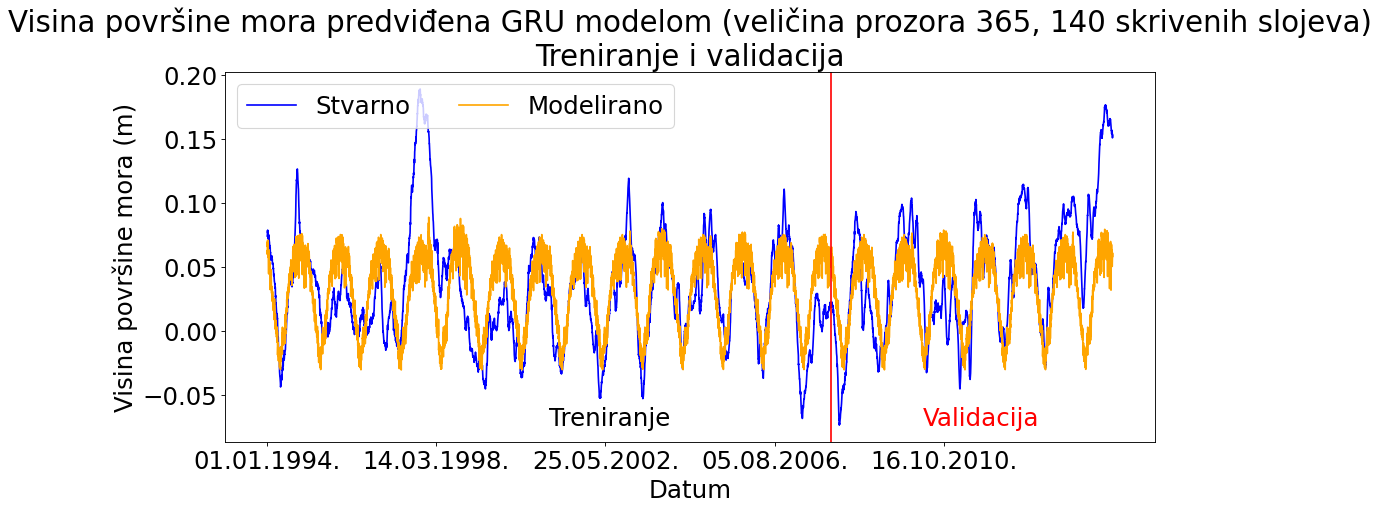 Visina površine mora predviđena GRU modelom (veličina prozora 365, 140 skrivenih slojeva)
Treniranje i validacija
Stvarno
Modelirano
Visina površine mora (m)
0.20
0.15
0.10
0.05
0.00
−0.05
Treniranje
Validacija
01.01.1994.
14.03.1998.
25.05.2002.
05.08.2006.
16.10.2010.
Datum